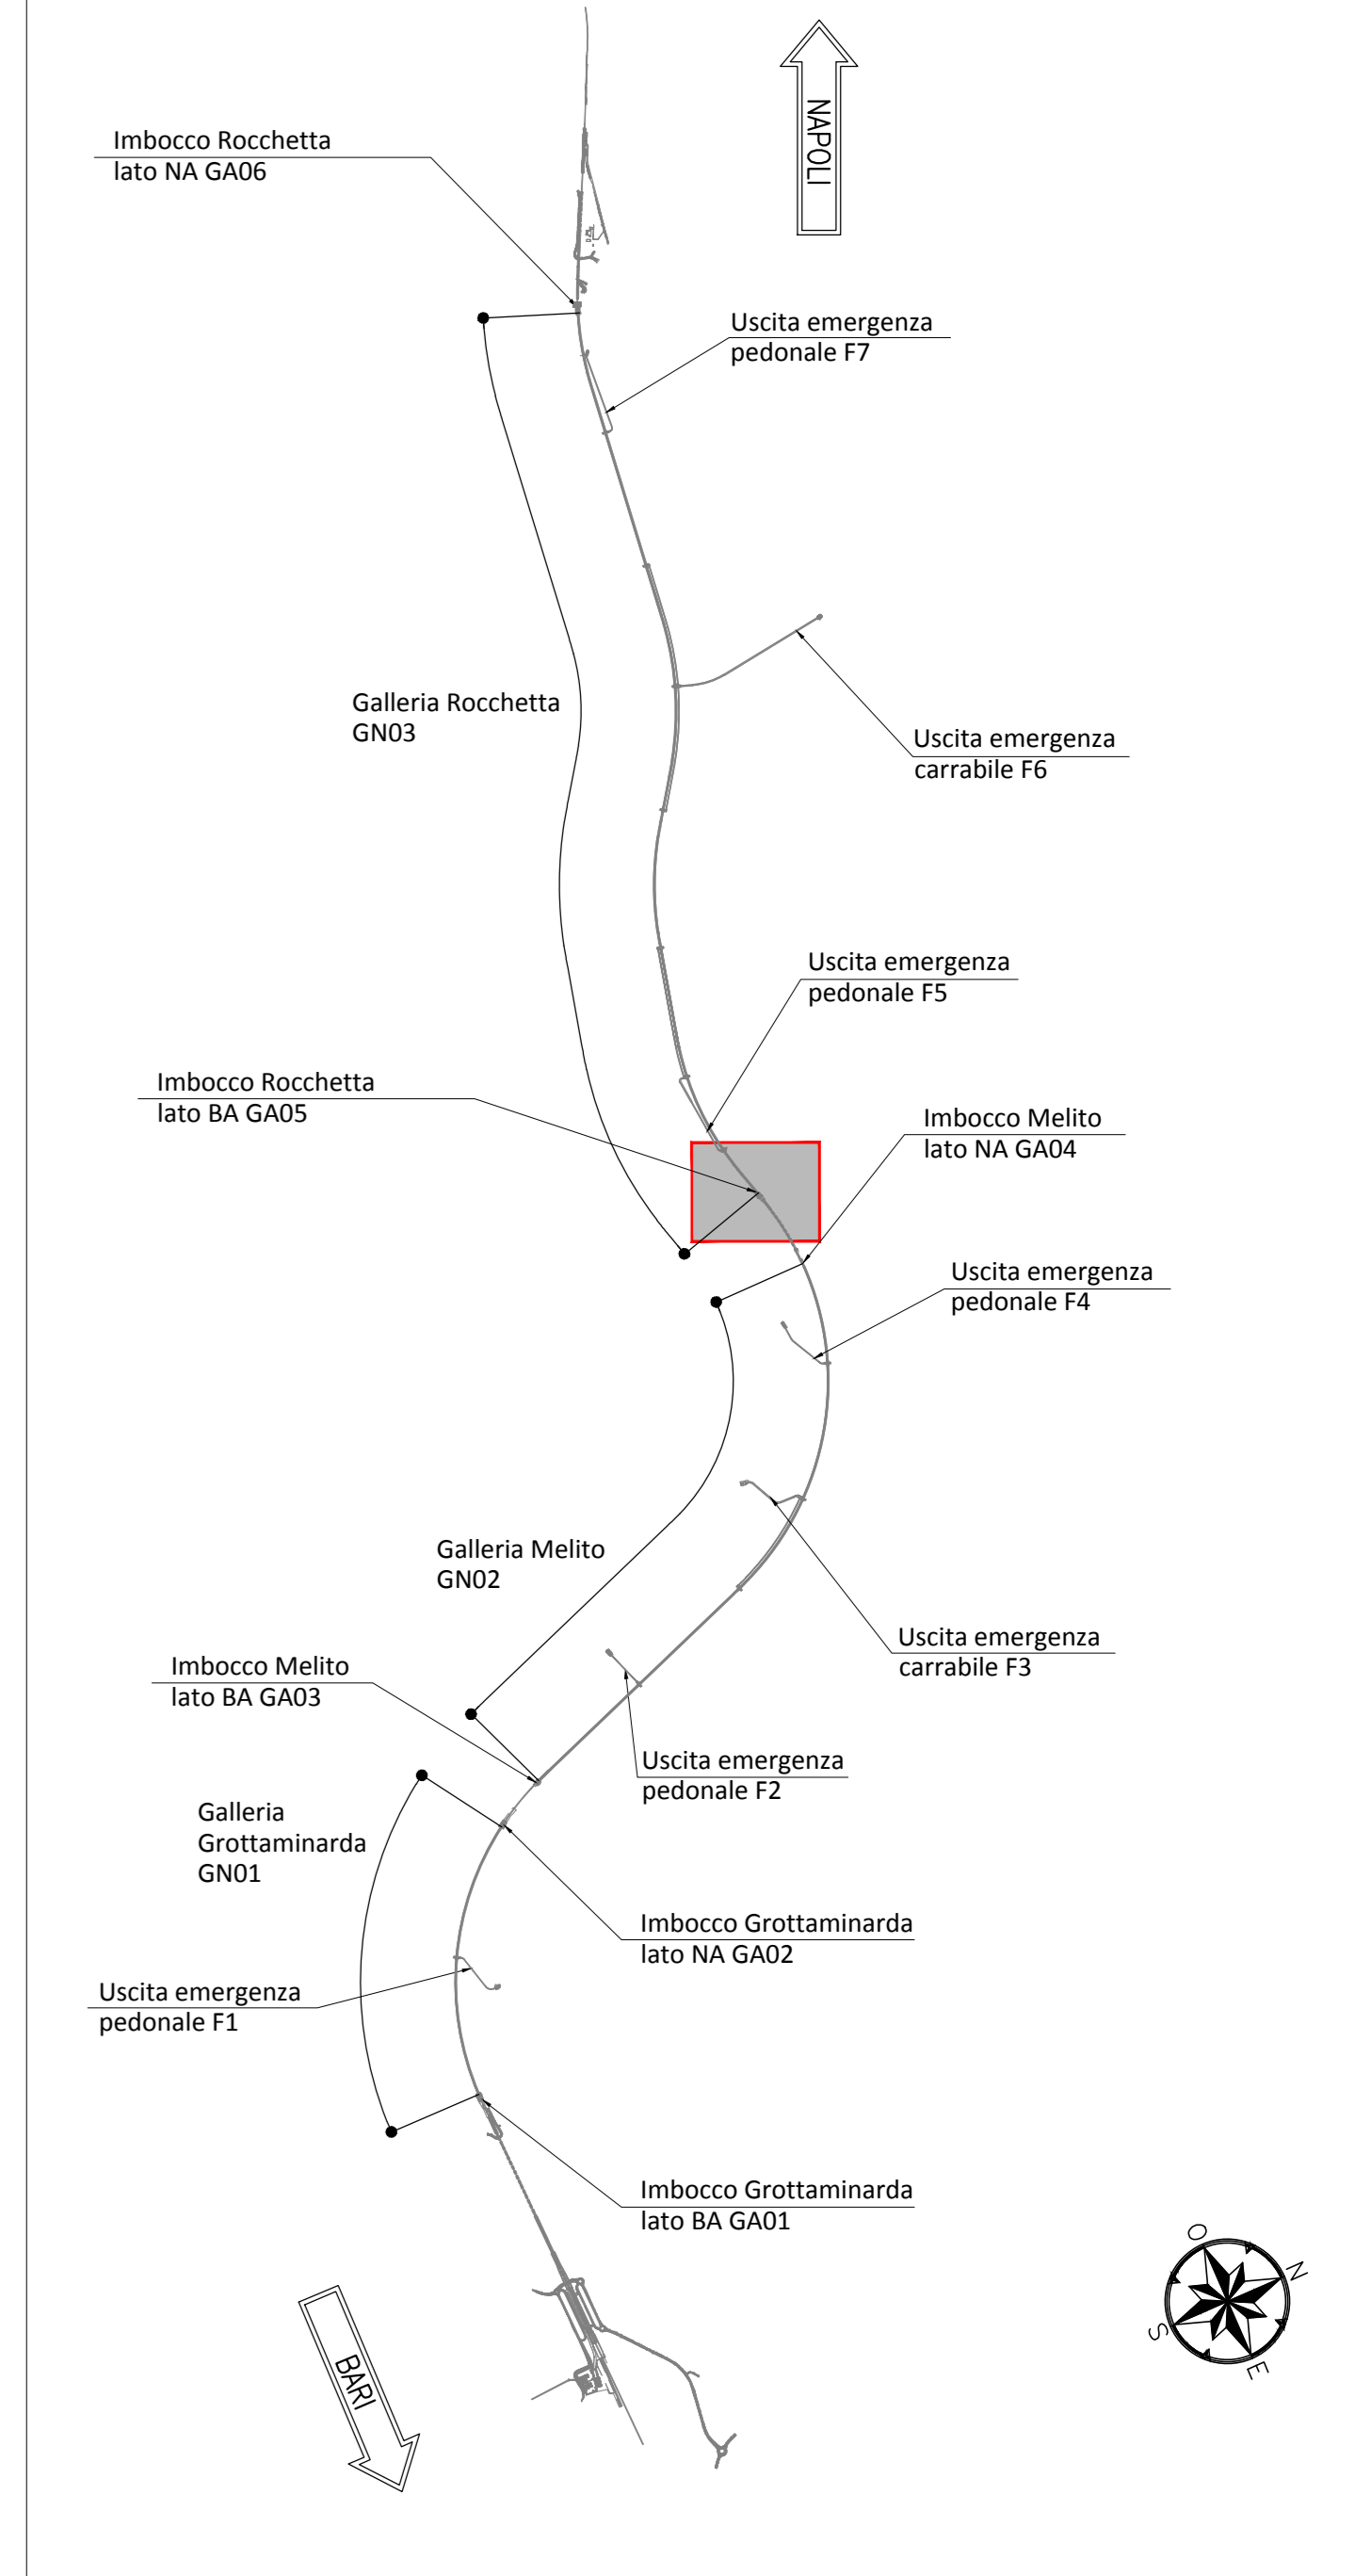 NAPOLI
Imbocco Rocchetta
lato NA GA06
Uscita emergenza
pedonale F7
Galleria Rocchetta
GN03
Uscita emergenza
carrabile F6
Uscita emergenza
pedonale F5
Imbocco Rocchetta
lato BA GA05
Imbocco Melito
lato NA GA04
Uscita emergenza
pedonale F4
Galleria Melito
GN02
Uscita emergenza
carrabile F3
Imbocco Melito
lato BA GA03
Uscita emergenza
pedonale F2
Galleria
Grottaminarda
GN01
Imbocco Grottaminarda
lato NA GA02
Uscita emergenza
pedonale F1
Imbocco Grottaminarda
lato BA GA01
O
N
S
E
BARI